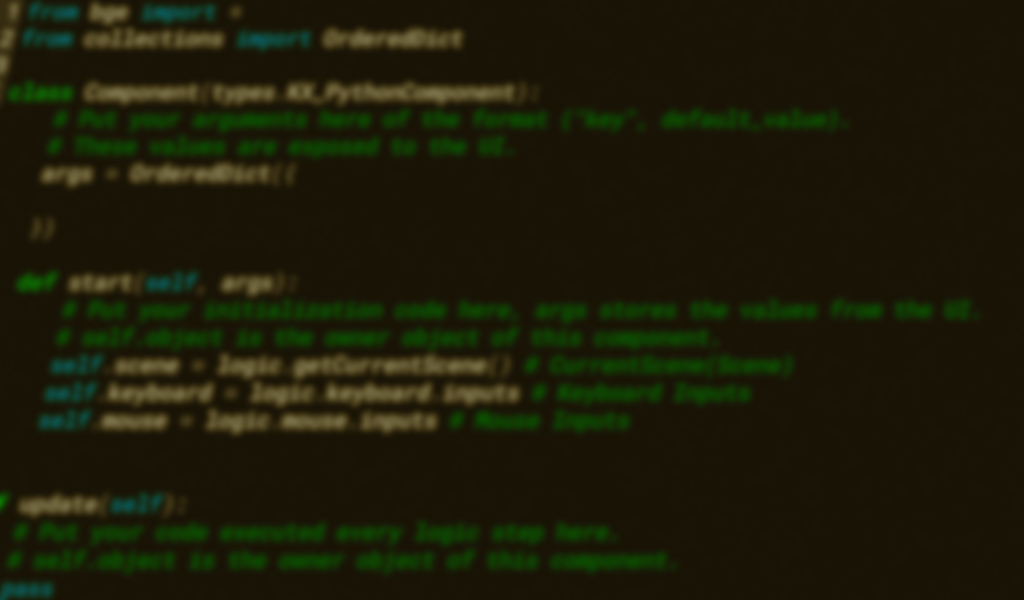 1 from bge import *
2 from collections import OrderedDict
3
class Component(types.KX_PythonComponent):
# Put your arguments here of the format ("key", default_value).
# These values are exposed to the UI.
args = OrderedDict([
])
def start(self, args):
# Put your initialization code here, args stores the values from the UI.
# self.object is the owner object of this component.
self.scene = logic.getCurrentScene() # CurrentScene(Scene)
self.keyboard = logic.keyboard.inputs # Keyboard Inputs
self.mouse = logic.mouse.inputs # Mouse Inputs
f update(self):
# Put your code executed every logic step here.
# self.object is the owner object of this component.
pass